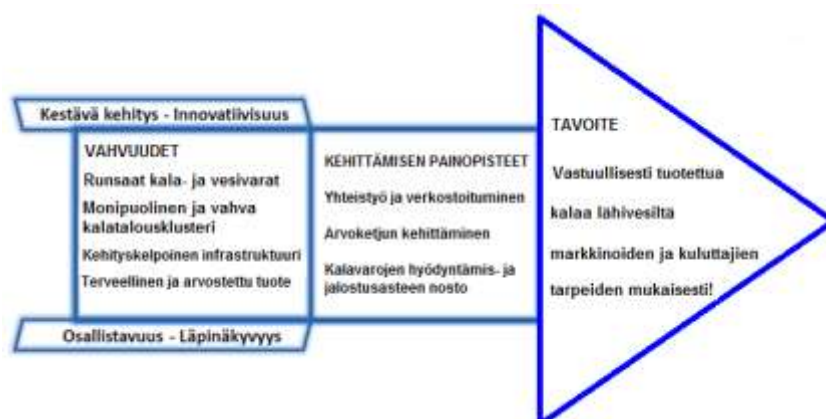 Kestävä kehitys - Innovatiivisuus
VAHVUUDET
Runsaat kala- ja vesivarat
Monipuolinen ja vahva
kalatalousklusteri
Kehityskelpoinen infrastruktuuri
Terveellinen ja arvostettu tuote
KEHITTÄMISEN PAINOPISTEET
Yhteistyö ja verkostoituminen
Arvoketjun kehittäminen
Kalavarojen hyödyntämis- ja
jalostusasteen nosto
TAVOITE
Vastuullisesti tuotettua
kalaa lähivesiltä
markkinoiden ja kuluttajien
tarpeiden mukaisesti!
Osallistavuus - Läpinäkyvyys